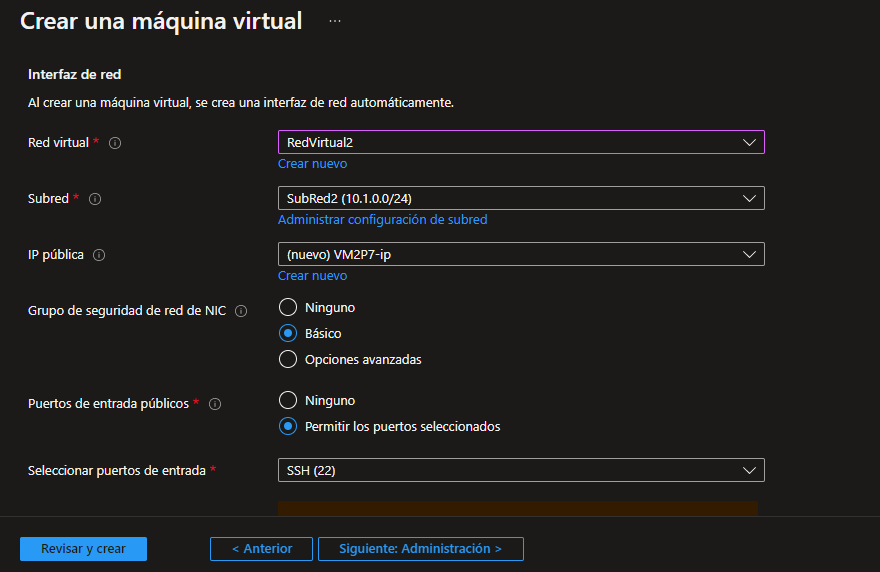 Crear una máquina virtual ...
Interfaz de red
Al crear una máquina virtual, se crea una interfaz de red automáticamente.
Red virtual * RedVirtual2
Crear nuevo
Subred * SubRed2 (10.1.0.0/24)
Administrar configuración de subred
IP pública (nuevo) VM2P7-ip
Crear nuevo
Grupo de seguridad de red de NIC Ninguno
Básico
Opciones avanzadas
Puertos de entrada públicos * Ninguno
Permitir los puertos seleccionados
Seleccionar puertos de entrada * SSH (22)
Revisar y crear < Anterior Siguiente: Administración >